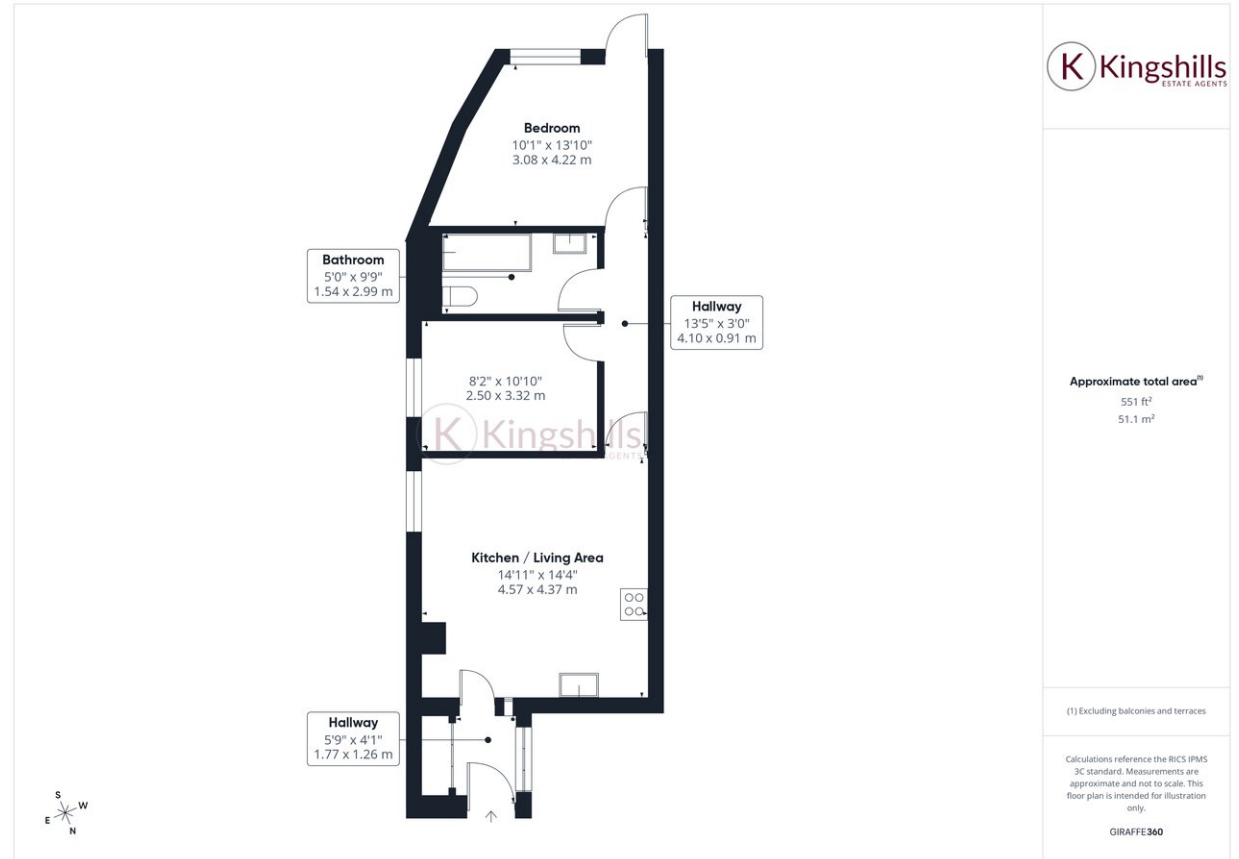 Bedroom
10'1" x 13'10"
3.08 x 4.22 m
Bathroom
5'0" x 9'9"
1.54 x 2.99 m
Hallway
13'5" x 3'0"
4.10 x 0.91 m
8'2" x 10'10"
2.50 x 3.32 m
K Kingshills
AGENTS
Kitchen / Living Area
14'11" x 14'4"
4.57 x 4.37 m
Hallway
5'9" x 4'1"
1.77 x 1.26 m
S
W
E
N
K Kingshills
ESTATE AGENTS
Approximate total area(1)
551 ft²
51.1 m²
(1) Excluding balconies and terraces
Calculations reference the RICS IPMS
3C standard. Measurements are
approximate and not to scale. This
floor plan is intended for illustration
only.
GIRAFFE360